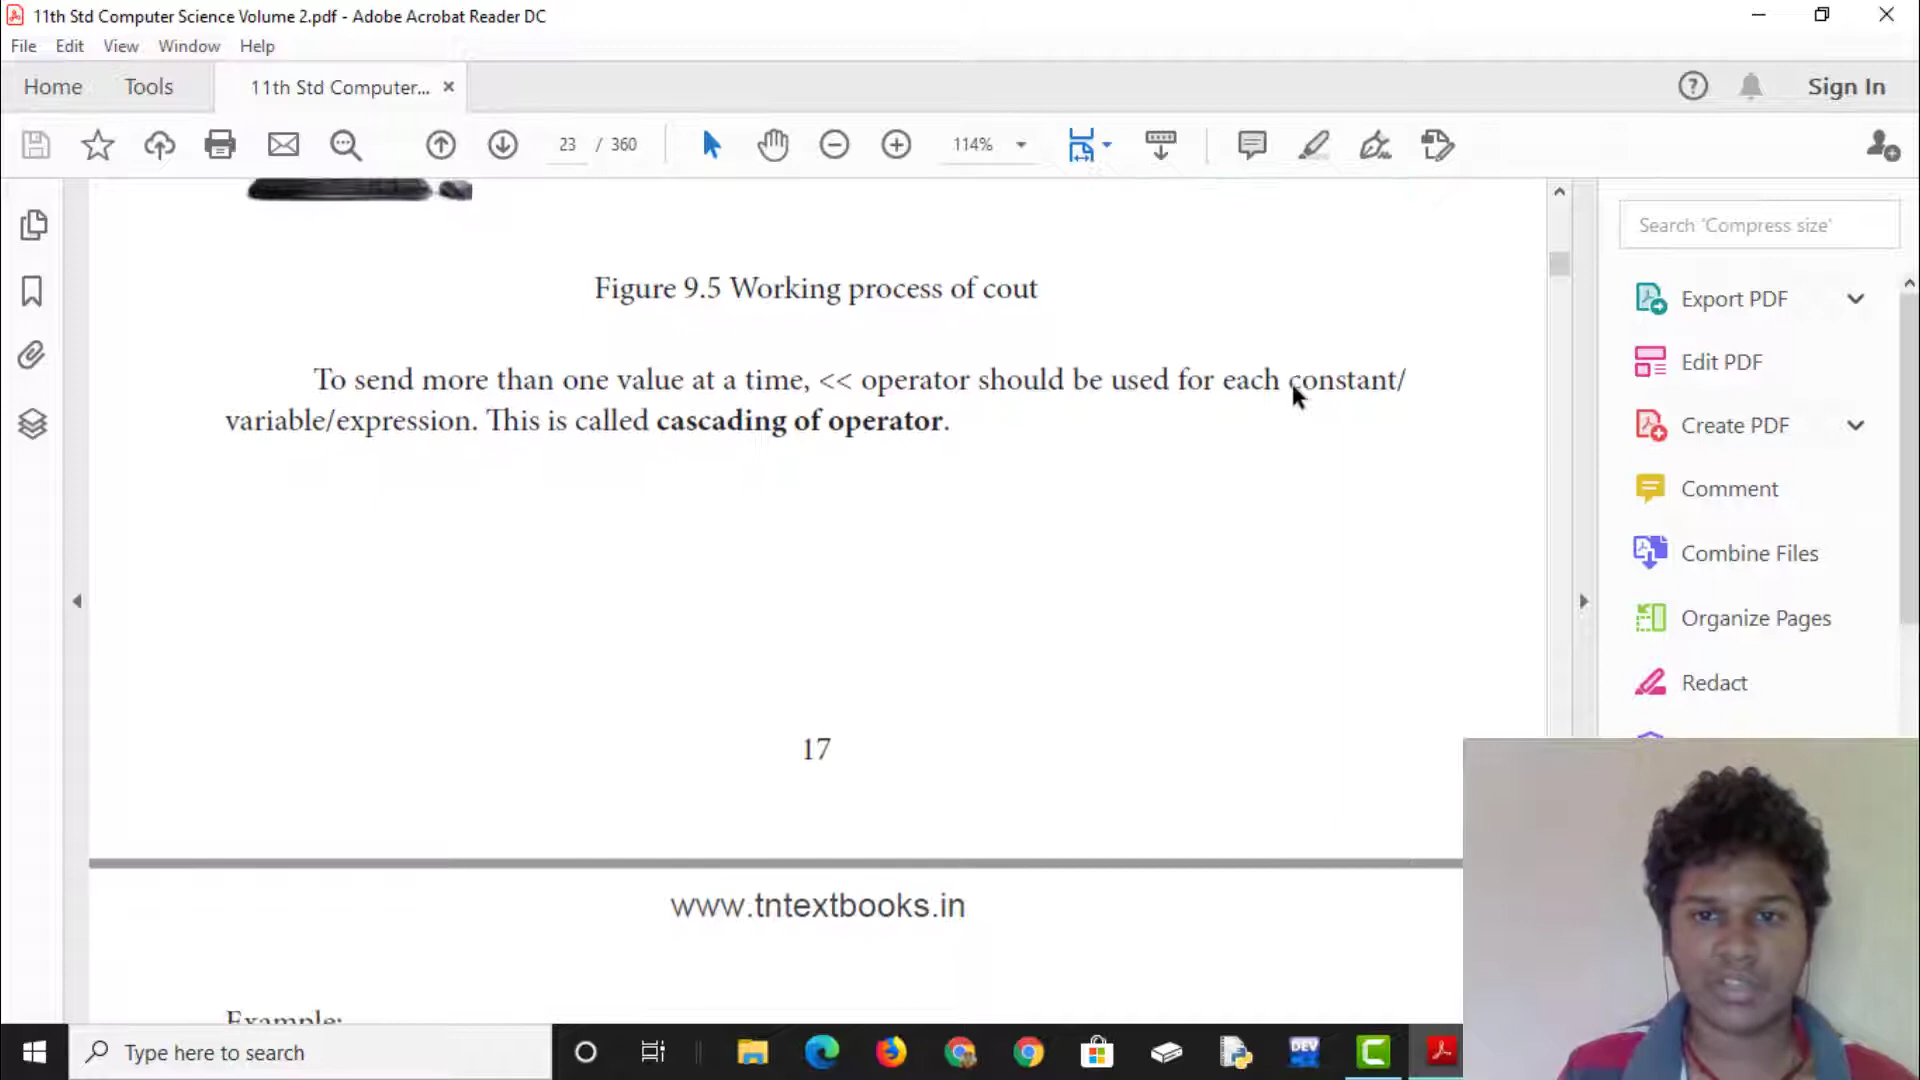 11th Std Computer Science Volume 2.pdf - Adobe Acrobat Reader DC
File Edit View Window Help
Home Tools 11th Std Computer... Sign In
23 / 360 114%
Search 'Compress size'
Figure 9.5 Working process of cout
Export PDF
To send more than one value at a time, << operator should be used for each constant/
variable/expression. This is called cascading of operator.
Edit PDF
Create PDF
Comment
Combine Files
Organize Pages
Redact
17
www.tntextbooks.in
Example:
Type here to search
DEV